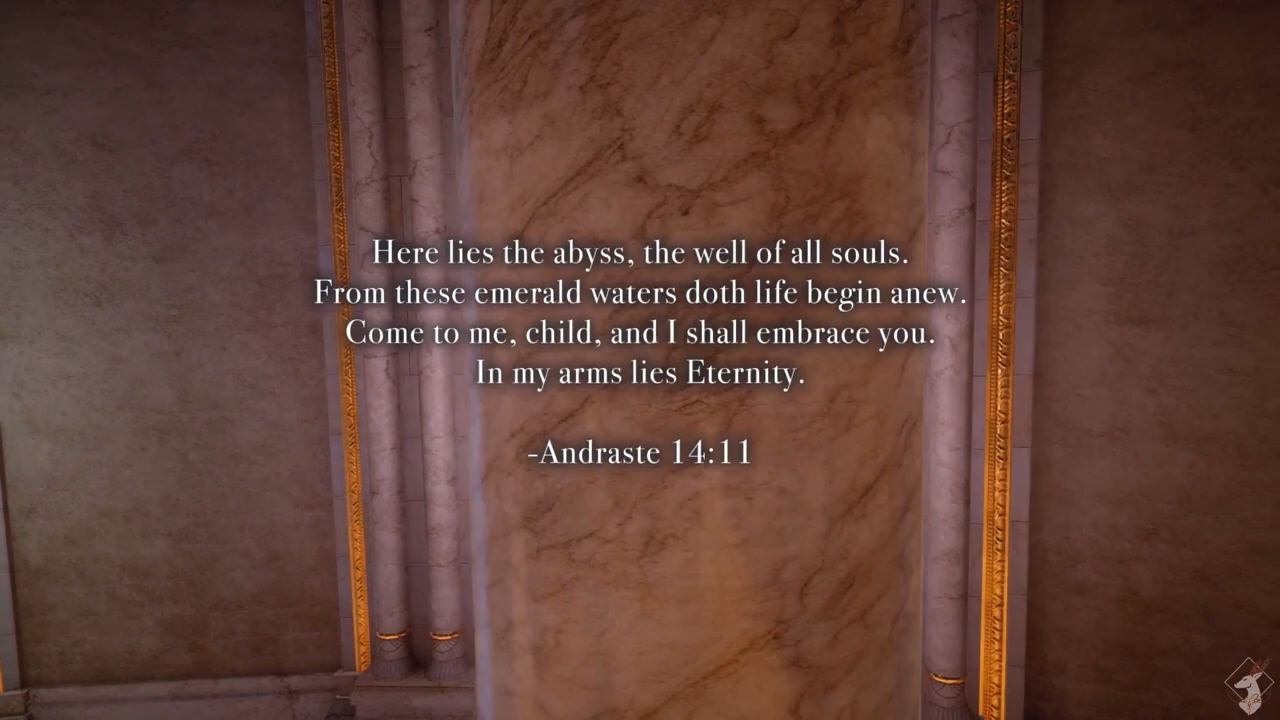 Here lies the abyss, the well of all souls.
From these emerald waters doth life begin anew.
Come to me, child, and I shall embrace you.
In my arms lies Eternity.
-Andraste 14:11